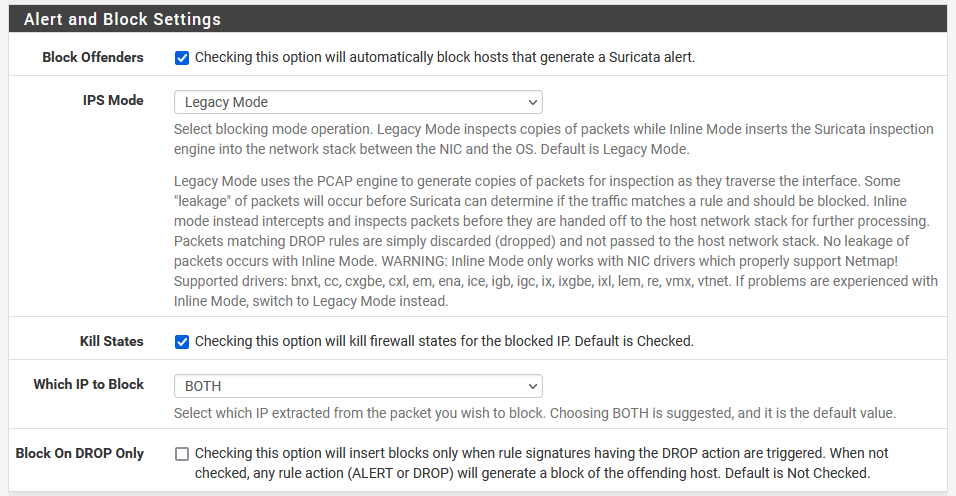 Alert and Block Settings
Block Offenders
Checking this option will automatically block hosts that generate a Suricata alert.
IPS Mode
Legacy Mode
Select blocking mode operation. Legacy Mode inspects copies of packets while Inline Mode inserts the Suricata inspection
engine into the network stack between the NIC and the OS. Default is Legacy Mode.
Legacy Mode uses the PCAP engine to generate copies of packets for inspection as they traverse the interface. Some
"leakage" of packets will occur before Suricata can determine if the traffic matches a rule and should be blocked. Inline
mode instead intercepts and inspects packets before they are handed off to the host network stack for further processing.
Packets matching DROP rules are simply discarded (dropped) and not passed to the host network stack. No leakage of
packets occurs with Inline Mode. WARNING: Inline Mode only works with NIC drivers which properly support Netmap!
Supported drivers: bnxt, cc, cxgbe, cxl, em, ena, ice, igb, igc, ix, ixgbe, ixl, lem, re, vmx, vtnet. If problems are experienced with
Inline Mode, switch to Legacy Mode instead.
Kill States
Checking this option will kill firewall states for the blocked IP. Default is Checked.
Which IP to Block
BOTH
Select which IP extracted from the packet you wish to block. Choosing BOTH is suggested, and it is the default value.
Block On DROP Only
Checking this option will insert blocks only when rule signatures having the DROP action are triggered. When not
checked, any rule action (ALERT or DROP) will generate a block of the offending host. Default is Not Checked.